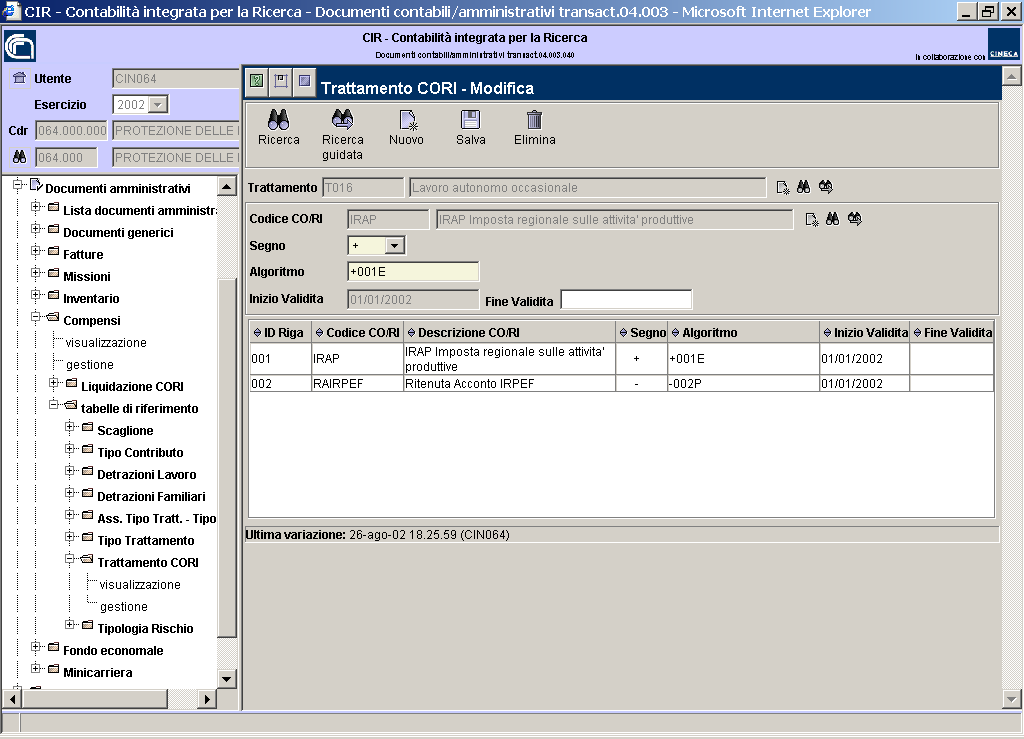 CIR - Contabilità integrata per la Ricerca - Documenti contabili/amministrativi transact.04.003 - Microsoft Internet Explorer
CIR - Contabilità integrata per la Ricerca
Documenti contabili/amministrativi transact.04.003.040
In collaborazione con CINECA
Utente CIN064
Esercizio 2002
Cdr 064.000.000 PROTEZIONE DELLE
064.000 PROTEZIONE DELLE
Documenti amministrativi
Lista documenti amministra
Documenti generici
Fatture
Missioni
Inventario
Compensi
visualizzazione
gestione
Liquidazione CORI
tabelle di riferimento
Scaglione
Tipo Contributo
Detrazioni Lavoro
Detrazioni Familiari
Ass. Tipo Tratt. - Tipo
Tipo Trattamento
Trattamento CORI
visualizzazione
gestione
Tipologia Rischio
Fondo economale
Minicarriera
Trattamento CORI - Modifica
Ricerca Ricerca guidata Nuovo Salva Elimina
Trattamento T016 Lavoro autonomo occasionale
Codice CO/RI IRAP IRAP Imposta regionale sulle attivita' produttive
Segno +
Algoritmo +001E
Inizio Validita 01/01/2002 Fine Validita
ID Riga Codice CO/RI Descrizione CO/RI Segno Algoritmo Inizio Validita Fine Validita
001 IRAP IRAP Imposta regionale sulle attivita' produttive + +001E 01/01/2002
002 RAIRPEF Ritenuta Acconto IRPEF - -002P 01/01/2002
Ultima variazione: 26-ago-02 18.25.59 (CIN064)